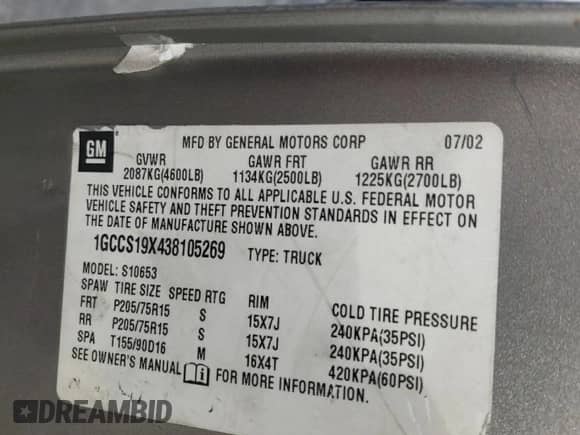 GM
MFD BY GENERAL MOTORS CORP 07/02
GVWR GAWR FRT GAWR RR
2087KG(4600LB) 1134KG(2500LB) 1225KG(2700LB)
THIS VEHICLE CONFORMS TO ALL APPLICABLE U.S. FEDERAL MOTOR
VEHICLE SAFETY AND THEFT PREVENTION STANDARDS IN EFFECT ON
THE DATE OF MANUFACTURE SHOWN ABOVE.
1GCCS19X438105269 TYPE: TRUCK
MODEL: S10653
SPAW TIRE SIZE SPEED RTG RIM COLD TIRE PRESSURE
FRT P205/75R15 S 15X7J 240KPA(35PSI)
RR P205/75R15 S 15X7J 240KPA(35PSI)
SPA T155/90D16 M 16X4T 420KPA(60PSI)
SEE OWNER'S MANUAL FOR MORE INFORMATION.
DREAMBID